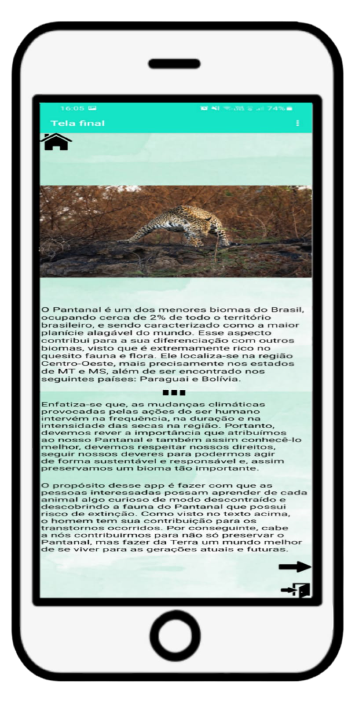 16:05
74%
Tela final
O Pantanal é um dos menores biomas do Brasil,
ocupando cerca de 2% de todo o território
brasileiro, e sendo caracterizado como a maior
planície alagável do mundo. Esse aspecto
contribui para a sua diferenciação com outros
biomas, visto que é extremamente rico no
quesito fauna e flora. Ele localiza-se na região
Centro-Oeste, mais precisamente nos estados
de MT e MS, além de ser encontrado nos
seguintes países: Paraguai e Bolívia.
Enfatiza-se que, as mudanças climáticas
provocadas pelas ações do ser humano
intervém na frequência, na duração e na
intensidade das secas na região. Portanto,
devemos rever a importância que atribuímos
ao nosso Pantanal e também assim conhecê-lo
melhor, devemos respeitar nossos direitos,
seguir nossos deveres para podermos agir
de forma sustentável e responsável e, assim
preservamos um bioma tão importante.
O propósito desse app é fazer com que as
pessoas interessadas possam aprender de cada
animal algo curioso de modo descontraído e
descobrindo a fauna do Pantanal que possui
risco de extinção. Como visto no texto acima,
o homem tem sua contribuição para os
transtornos ocorridos. Por conseguinte, cabe
a nós contribuirmos para não só preservar o
Pantanal, mas fazer da Terra um mundo melhor
de se viver para as gerações atuais e futuras.